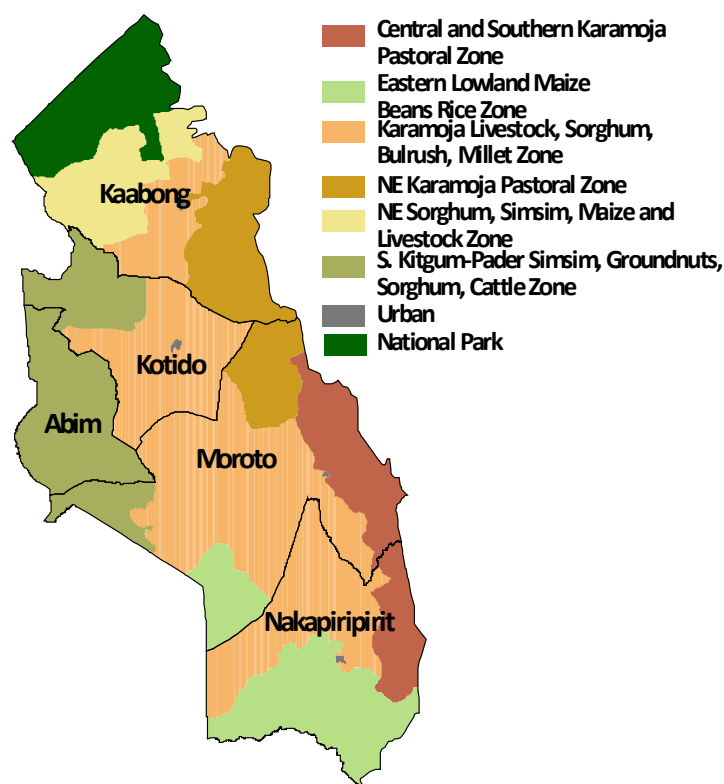 Central and Southern Karamoja
Pastoral Zone
Eastern Lowland Maize
Beans Rice Zone
Karamoja Livestock, Sorghum,
Bulrush, Millet Zone
NE Karamoja Pastoral Zone
NE Sorghum, Simsim, Maize and
Livestock Zone
S. Kitgum-Pader Simsim, Groundnuts,
Sorghum, Cattle Zone
Urban
National Park
Kaabong
Kotido
Abim
Moroto
Nakapiripirit